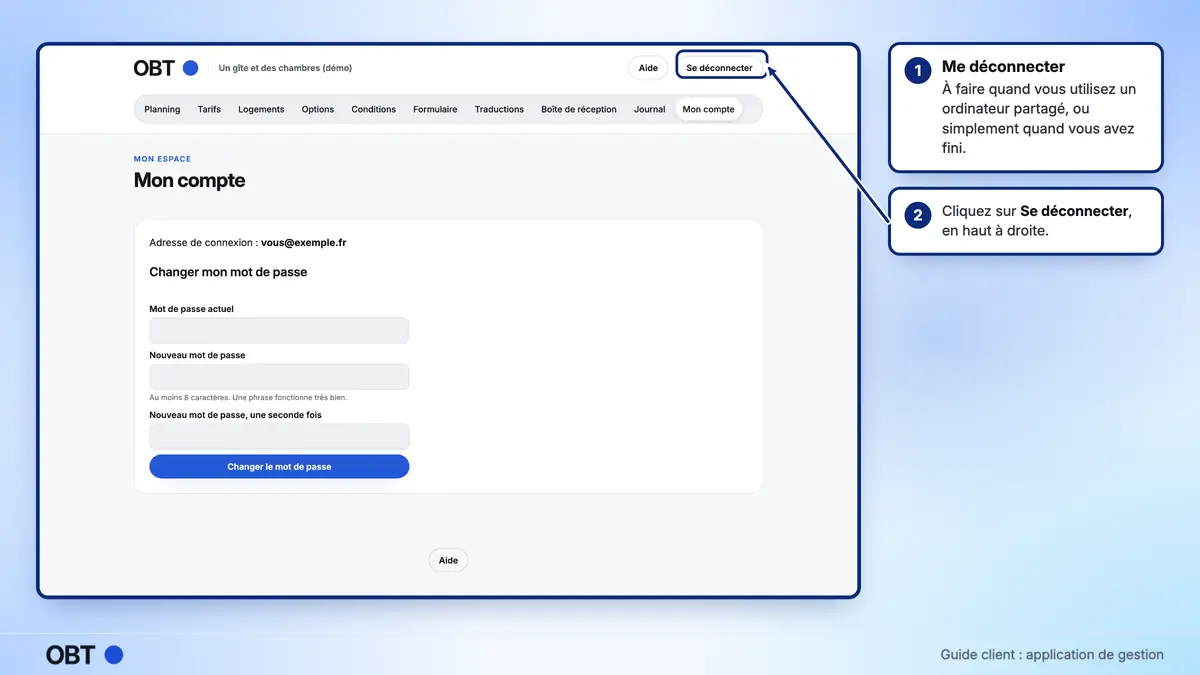 OBT
Un gîte et des chambres (démo)
Aide
Se déconnecter
Planning
Tarifs
Logements
Options
Conditions
Formulaire
Traductions
Boîte de réception
Journal
Mon compte
MON ESPACE
Mon compte
Adresse de connexion : vous@exemple.fr
Changer mon mot de passe
Mot de passe actuel
Nouveau mot de passe
Au moins 8 caractères. Une phrase fonctionne très bien.
Nouveau mot de passe, une seconde fois
Changer le mot de passe
Aide
1
Me déconnecter
À faire quand vous utilisez un
ordinateur partagé, ou
simplement quand vous avez
fini.
2
Cliquez sur Se déconnecter,
en haut à droite.
OBT
Guide client : application de gestion